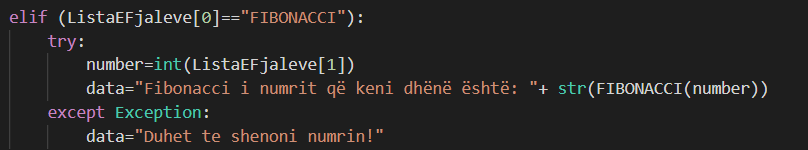 elif (ListaEFjaleve[0]=="FIBONACCI"):
    try:
        number=int(ListaEFjaleve[1])
        data="Fibonacci i numrit që keni dhënë është: "+ str(FIBONACCI(number))
    except Exception:
        data="Duhet te shenoni numrin!"